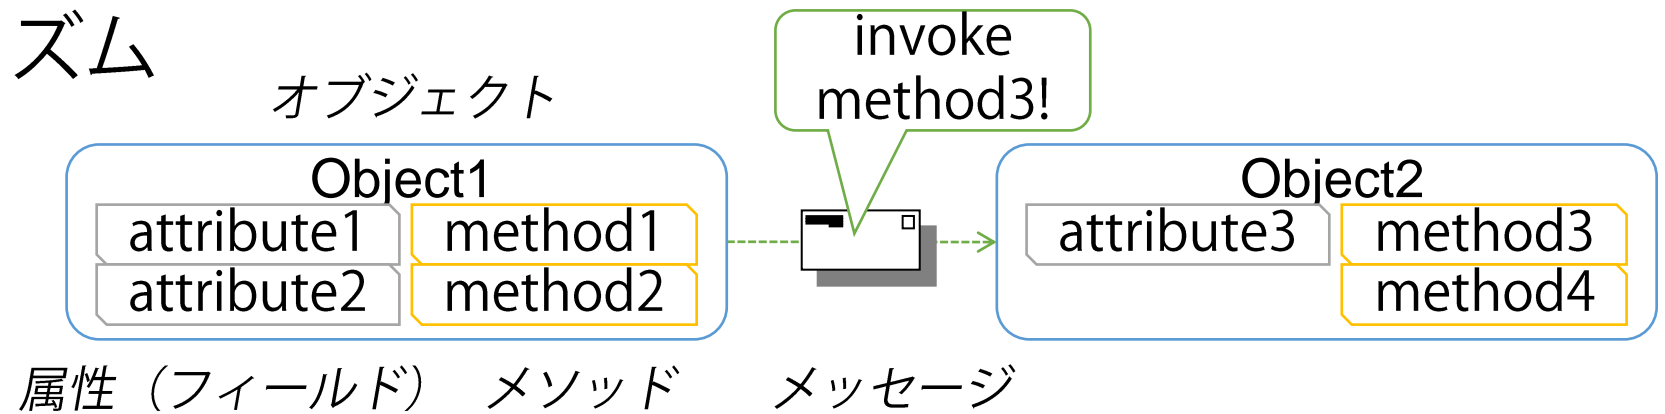 ズム
invoke
method3!
オブジェクト
Object1
attribute1 method1
attribute2 method2
Object2
attribute3 method3
method4
属性（フィールド） メソッド メッセージ